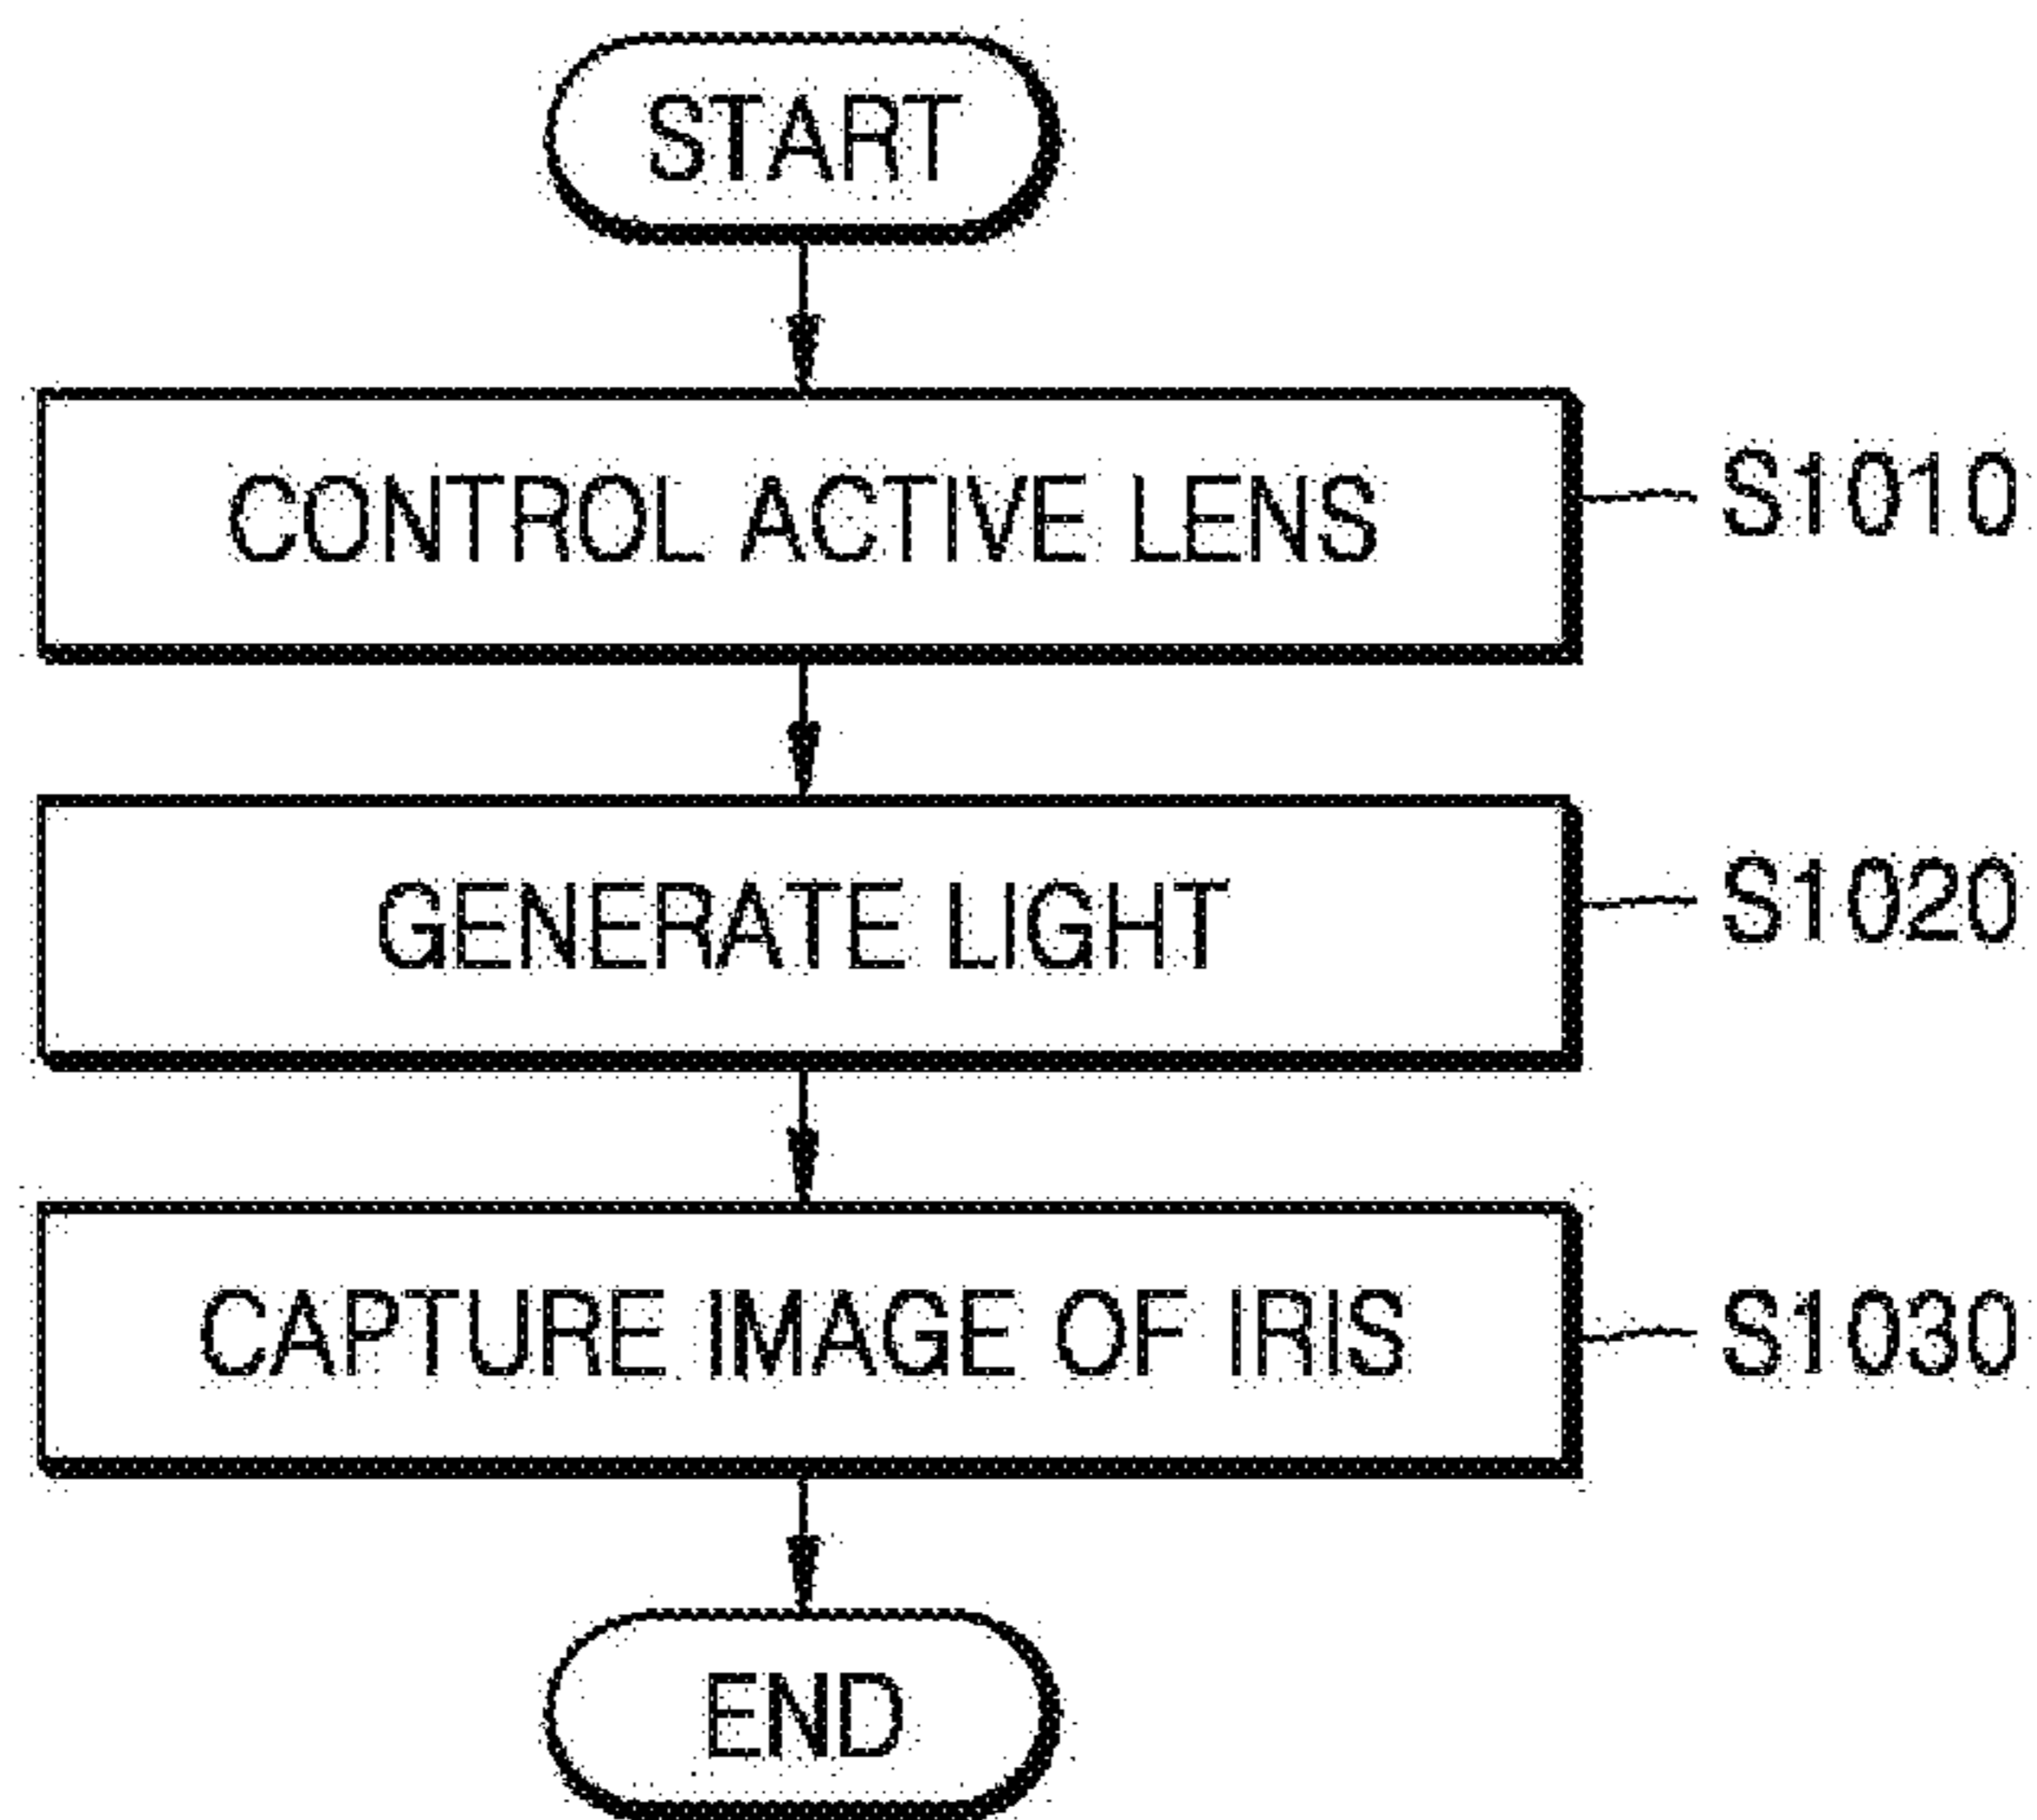 START
CONTROL ACTIVE LENS
S1010
GENERATE LIGHT
S1020
CAPTURE IMAGE OF IRIS
S1030
END